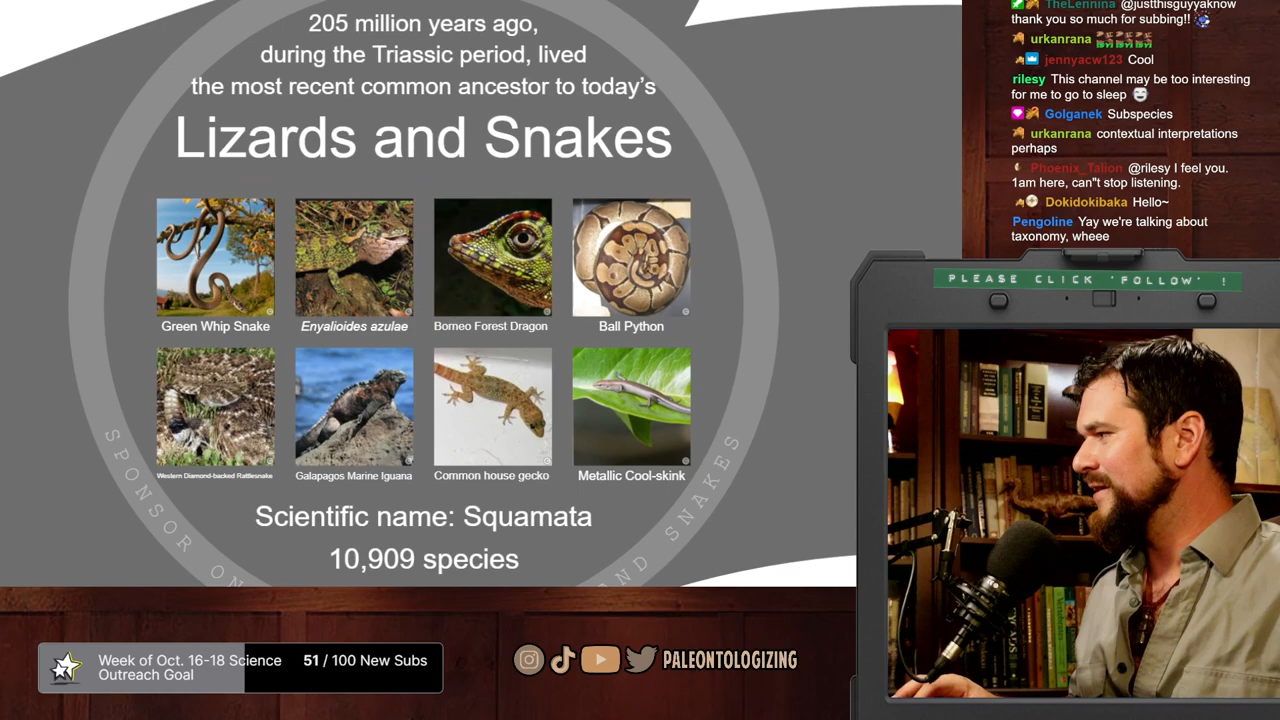 205 million years ago,
during the Triassic period, lived
the most recent common ancestor to today's
Lizards and Snakes
Green Whip Snake
Enyalioides azulae
Borneo Forest Dragon
Ball Python
Western Diamond-backed Rattlesnake
Galapagos Marine Iguana
Common house gecko
Metallic Cool-skink
Scientific name: Squamata
10,909 species
SPONSOR ON
AND SNAKES
TheLennina @justthisguyyaknow
thank you so much for subbing!!
urkanrana
jennyacw123 Cool
rilesy This channel may be too interesting
for me to go to sleep
Golganek Subspecies
urkanrana contextual interpretations
perhaps
Phoenix_Talion @rilesy I feel you.
1am here, can"t stop listening.
Dokidokibaka Hello~
Pengoline Yay we're talking about
taxonomy, wheee
PLEASE CLICK 'FOLLOW' !
Week of Oct. 16-18 Science
Outreach Goal
51 / 100 New Subs
PALEONTOLOGIZING